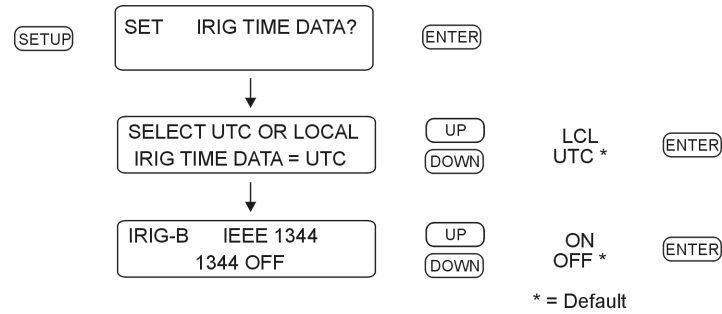 SETUP
SET IRIG TIME DATA?
ENTER
SELECT UTC OR LOCAL
IRIG TIME DATA = UTC
UP
DOWN
LCL
UTC *
ENTER
IRIG-B IEEE 1344
1344 OFF
UP
DOWN
ON
OFF *
ENTER
* = Default